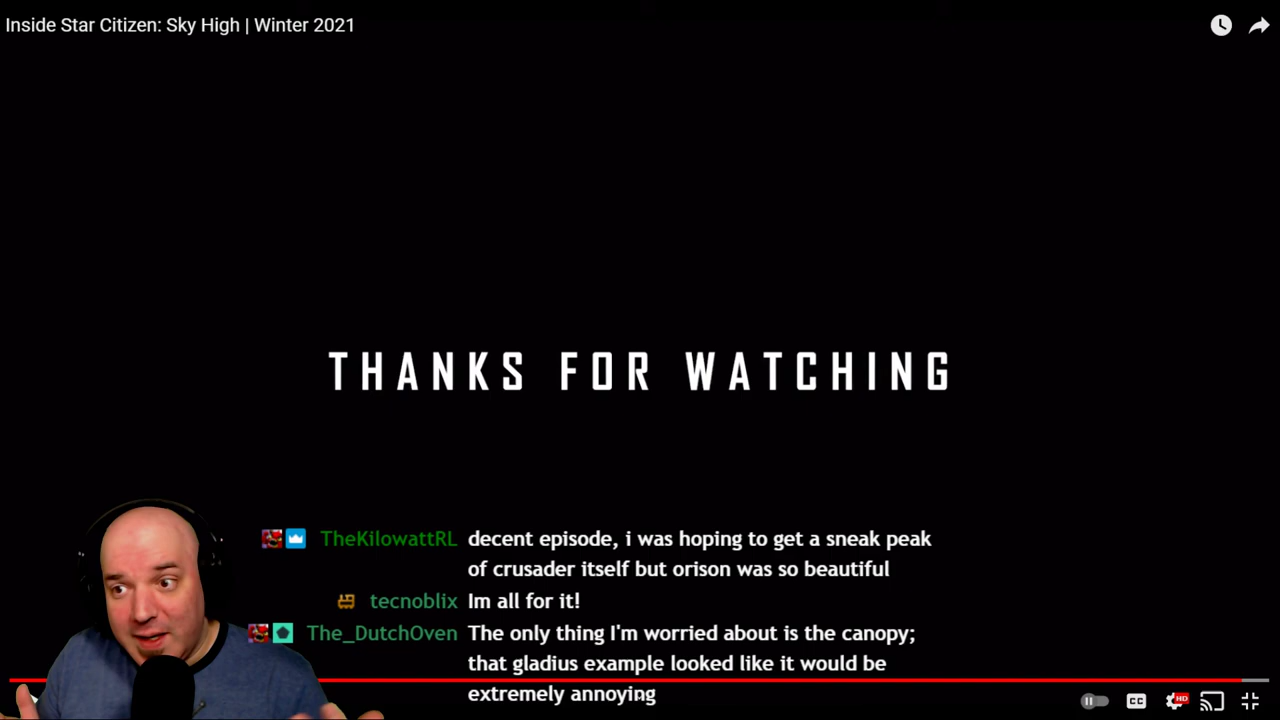 Inside Star Citizen: Sky High | Winter 2021
THANKS FOR WATCHING
TheKilowattRL decent episode, i was hoping to get a sneak peak
of crusader itself but orison was so beautiful
tecnoblix Im all for it!
The_DutchOven The only thing I'm worried about is the canopy;
that gladius example looked like it would be
extremely annoying
CC HD